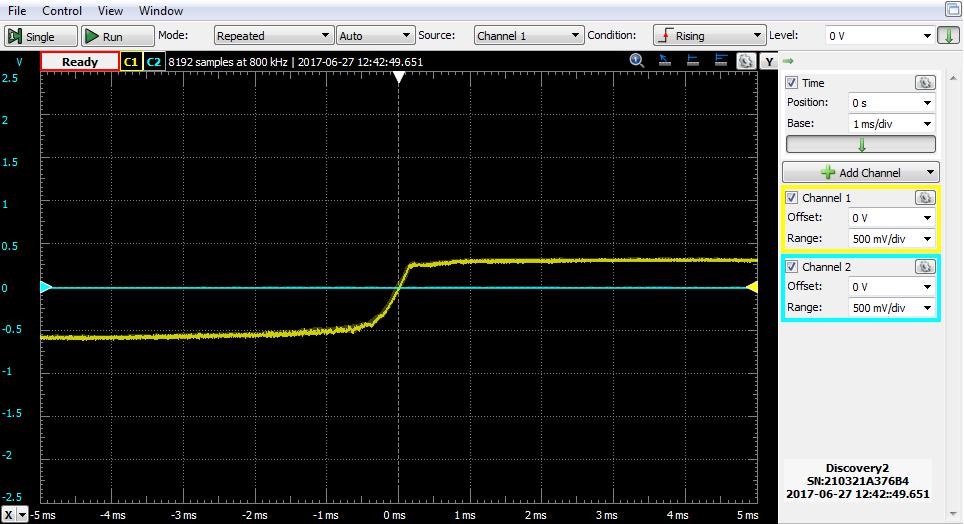 File Control View Window
Single Run Mode: Repeated Auto Source: Channel 1 Condition: Rising Level: 0 V
V Ready C1 C2 8192 samples at 800 kHz | 2017-06-27 12:42:49.651 Y
2.5
2
1.5
1
0.5
0
-0.5
-1
-1.5
-2
-2.5
X -5 ms -4 ms -3 ms -2 ms -1 ms 0 ms 1 ms 2 ms 3 ms 4 ms 5 ms
Time
Position: 0 s
Base: 1 ms/div
Add Channel
Channel 1
Offset: 0 V
Range: 500 mV/div
Channel 2
Offset: 0 V
Range: 500 mV/div
Discovery2
SN:210321A376B4
2017-06-27 12:42::49.651